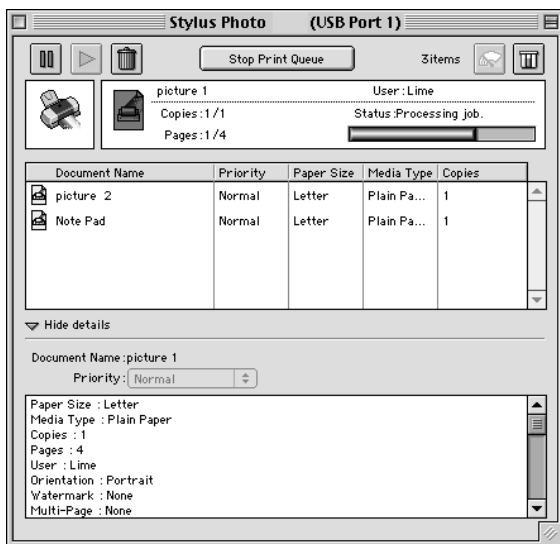 Stylus Photo (USB Port 1)
Stop Print Queue 3items
picture 1 User:Lime
Copies:1/1 Status:Processing job.
Pages:1/4
Document Name Priority Paper Size Media Type Copies
picture 2 Normal Letter Plain Pa... 1
Note Pad Normal Letter Plain Pa... 1
Hide details
Document Name:picture 1
Priority: Normal
Paper Size : Letter
Media Type : Plain Paper
Copies : 1
Pages : 4
User : Lime
Orientation : Portrait
Watermark : None
Multi-Page : None